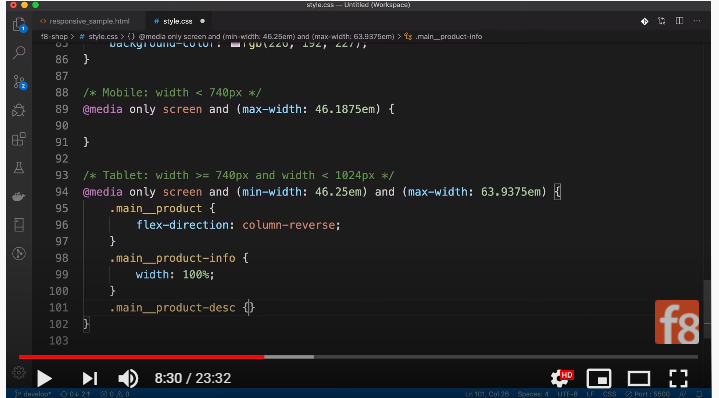 style.css — Untitled (Workspace)
responsive_sample.html
# style.css
f8-shop > # style.css > {} @media only screen and (min-width: 46.25em) and (max-width: 63.9375em) > .main__product-info
85 background-color: rgb(226, 192, 227);
86 }
87
88 /* Mobile: width < 740px */
89 @media only screen and (max-width: 46.1875em) {
90
91 }
92
93 /* Tablet: width >= 740px and width < 1024px */
94 @media only screen and (min-width: 46.25em) and (max-width: 63.9375em) {
95 .main__product {
96 flex-direction: column-reverse;
97 }
98 .main__product-info {
99 width: 100%;
100 }
101 .main__product-desc {}
102 }
103
f8
8:30 / 23:32
HD
develop* 0↓ 2↑ 0 0 Ln 101, Col 26 Spaces: 4 UTF-8 LF CSS Port : 5500